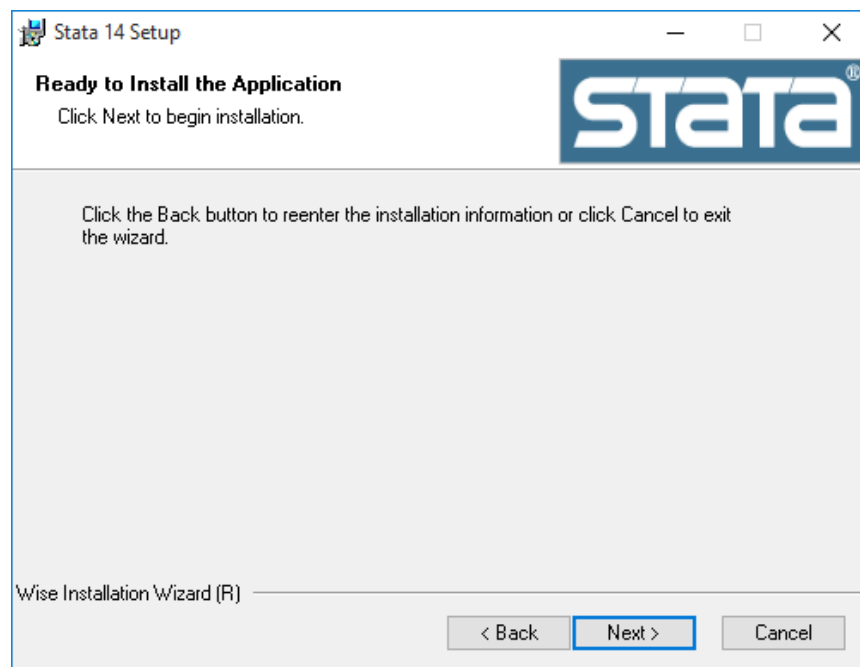 Stata 14 Setup
Ready to Install the Application
Click Next to begin installation.
STATA®
Click the Back button to reenter the installation information or click Cancel to exit
the wizard.
Wise Installation Wizard (R)
< Back Next > Cancel